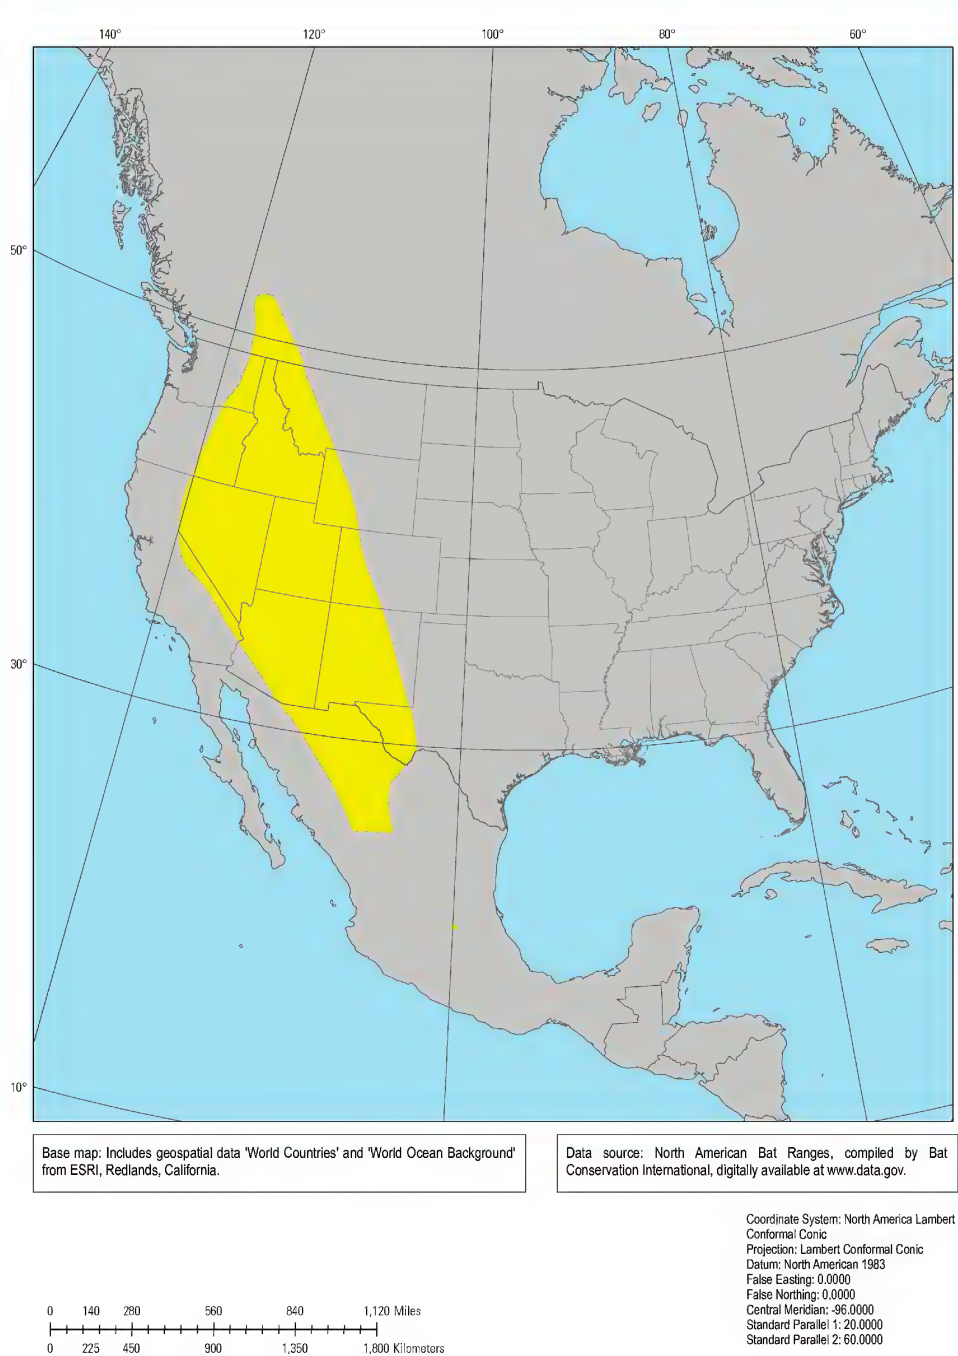 140° 120° 100° 80° 60°
50°
30°
10°
Base map: Includes geospatial data 'World Countries' and 'World Ocean Background'
from ESRI, Redlands, California.
Data source: North American Bat Ranges, compiled by Bat
Conservation International, digitally available at www.data.gov.
Coordinate System: North America Lambert
Conformal Conic
Projection: Lambert Conformal Conic
Datum: North American 1983
False Easting: 0.0000
False Northing: 0.0000
Central Meridian: -96.0000
Standard Parallel 1: 20.0000
Standard Parallel 2: 60.0000
0 140 280 560 840 1,120 Miles
0 225 450 900 1,350 1,800 Kilometers